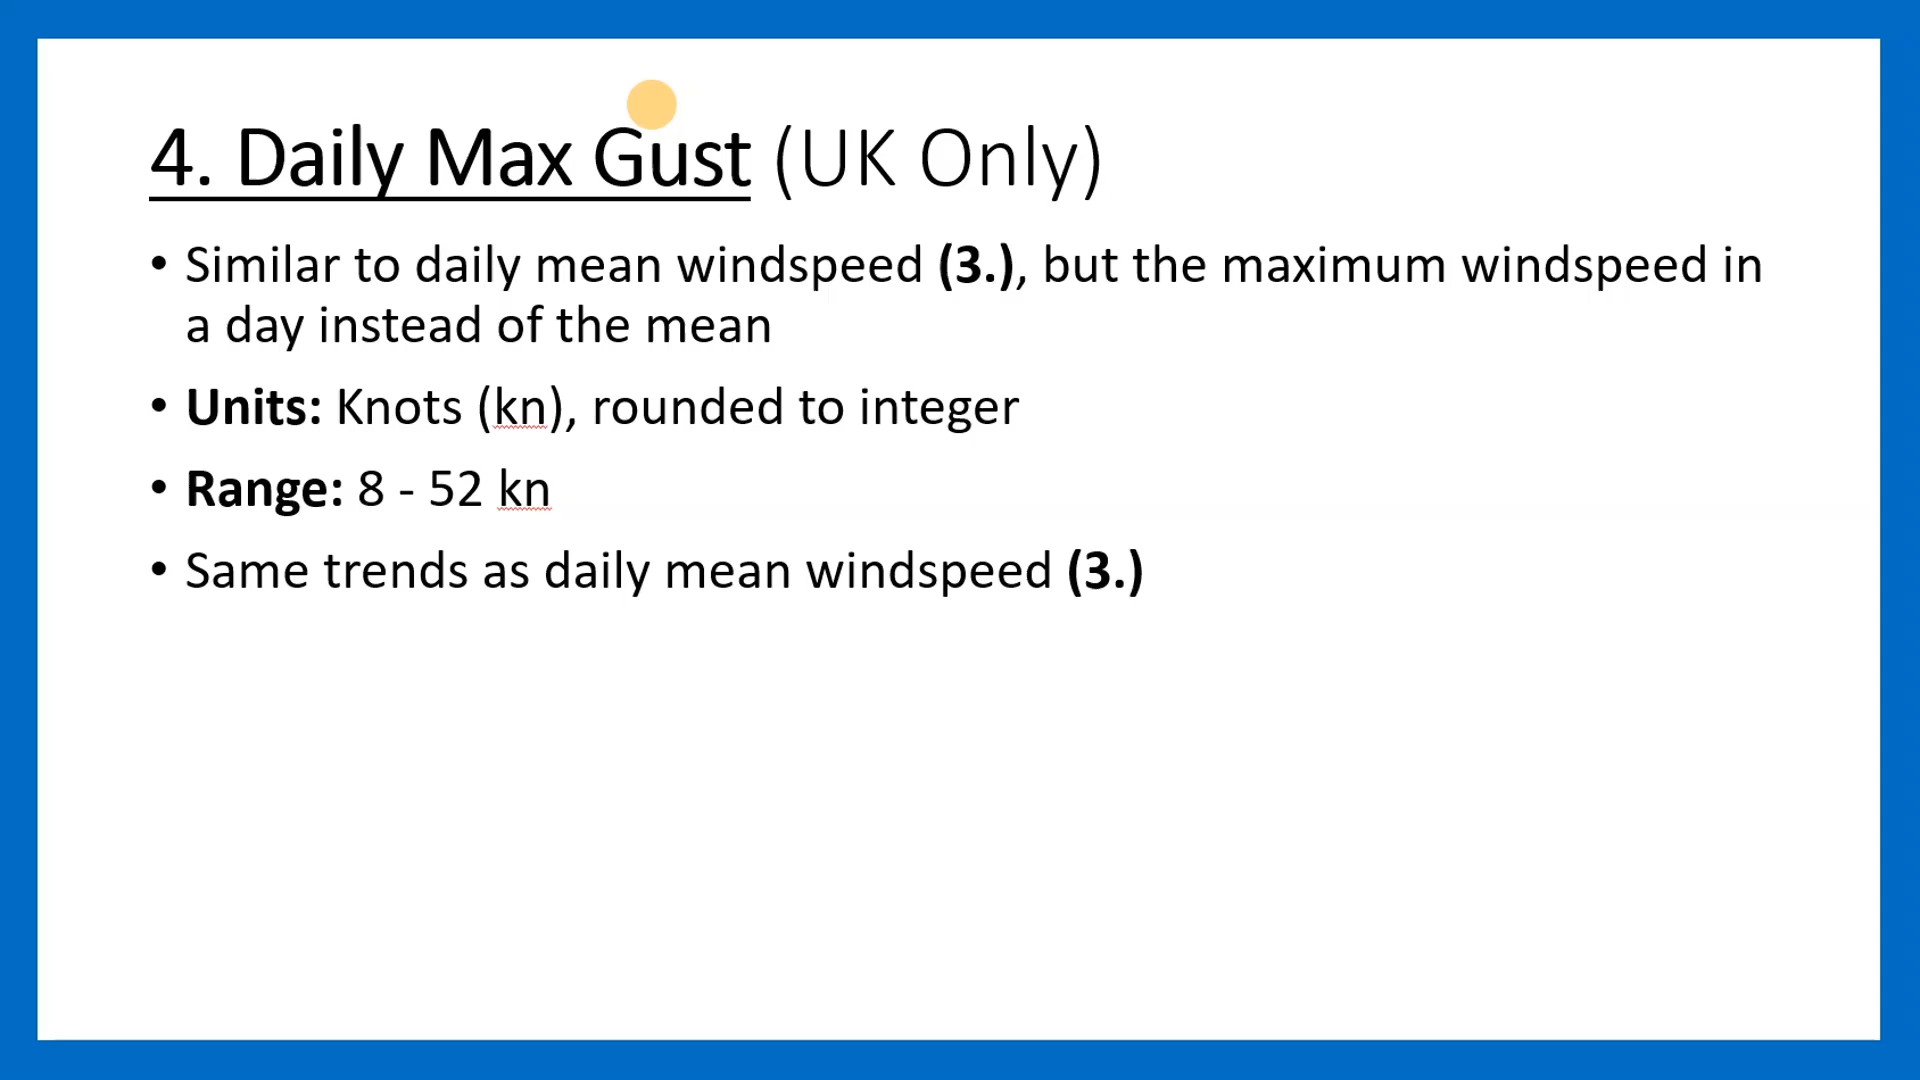 4. Daily Max Gust (UK Only)
• Similar to daily mean windspeed (3.), but the maximum windspeed in
a day instead of the mean
• Units: Knots (kn), rounded to integer
• Range: 8 - 52 kn
• Same trends as daily mean windspeed (3.)